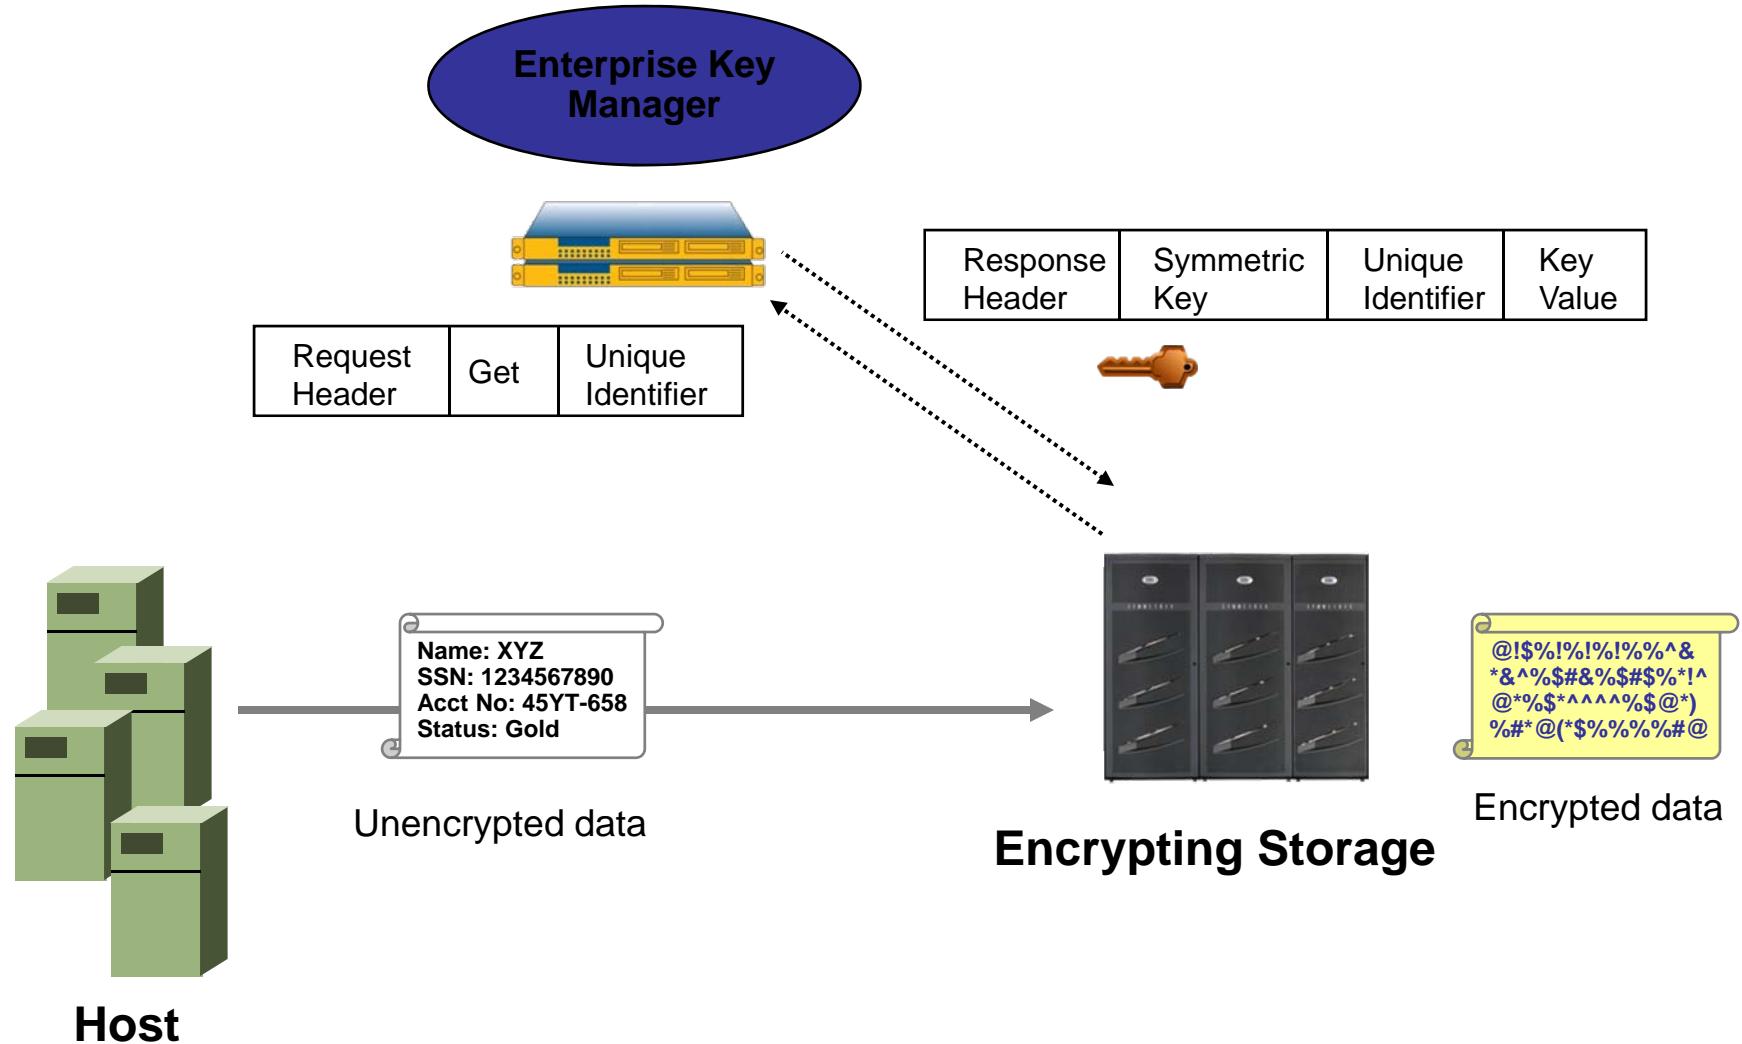 Enterprise Key
Manager
Response
Header
Symmetric
Key
Unique
Identifier
Key
Value
Request
Header
Get
Unique
Identifier
Name: XYZ
SSN: 1234567890
Acct No: 45YT-658
Status: Gold
@!$%!%!%!%%^&
*&^%$#&%$#$%*!^
@*%$*^^^^%$@*)
%#*@(*$%%%%#@
Unencrypted data
Encrypted data
Encrypting Storage
Host